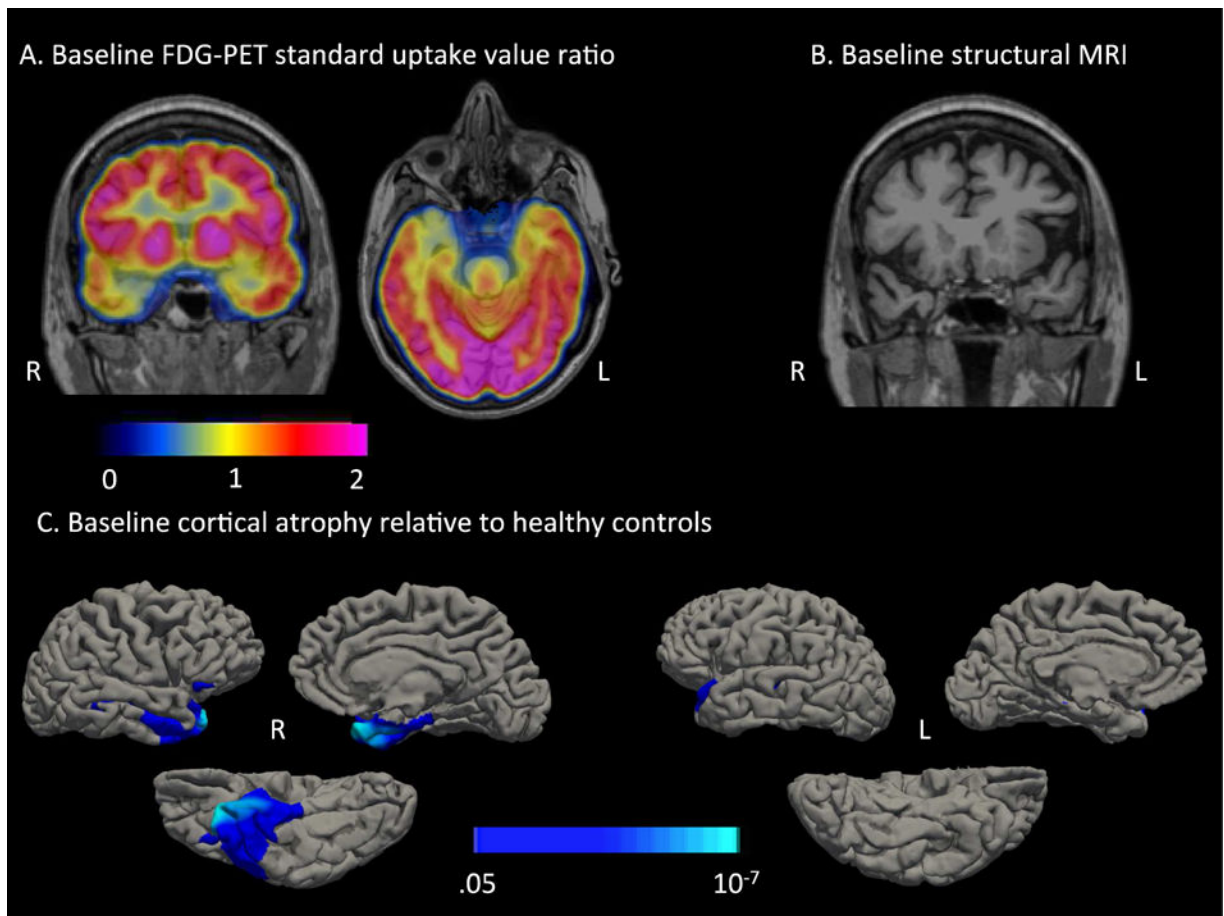 A. Baseline FDG-PET standard uptake value ratio
B. Baseline structural MRI
R
L
R
L
0
1
2
C. Baseline cortical atrophy relative to healthy controls
R
L
.05
10⁻⁷